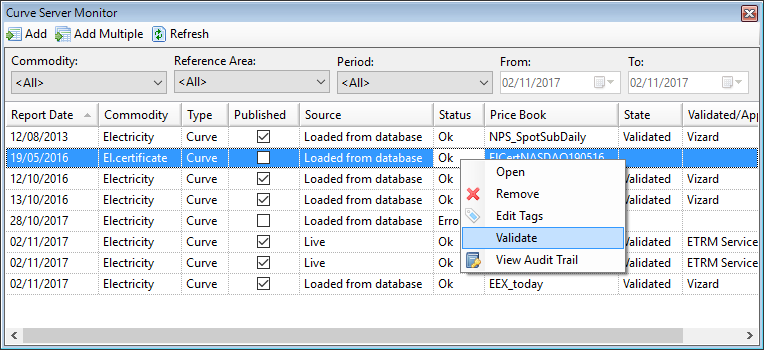 Curve Server Monitor
Add Add Multiple Refresh
Commodity: Reference Area: Period: From: To:
<All> <All> <All> 02/11/2017 02/11/2017
Report Date Commodity Type Published Source Status Price Book State Validated/App
12/08/2013 Electricity Curve Loaded from database Ok NPS_SpotSubDaily Validated Vizard
19/05/2016 El.certificate Curve Loaded from database Ok ElCertNASDAQ190516
12/10/2016 Electricity Curve Loaded from database Ok Validated Vizard
13/10/2016 Electricity Curve Loaded from database Ok Validated Vizard
28/10/2017 Electricity Curve Loaded from database Erro
02/11/2017 Electricity Curve Live Ok Validated ETRM Service
02/11/2017 Electricity Curve Live Ok Validated ETRM Service
02/11/2017 Electricity Curve Loaded from database Ok EEX_today Validated Vizard
Open
Remove
Edit Tags
Validate
View Audit Trail